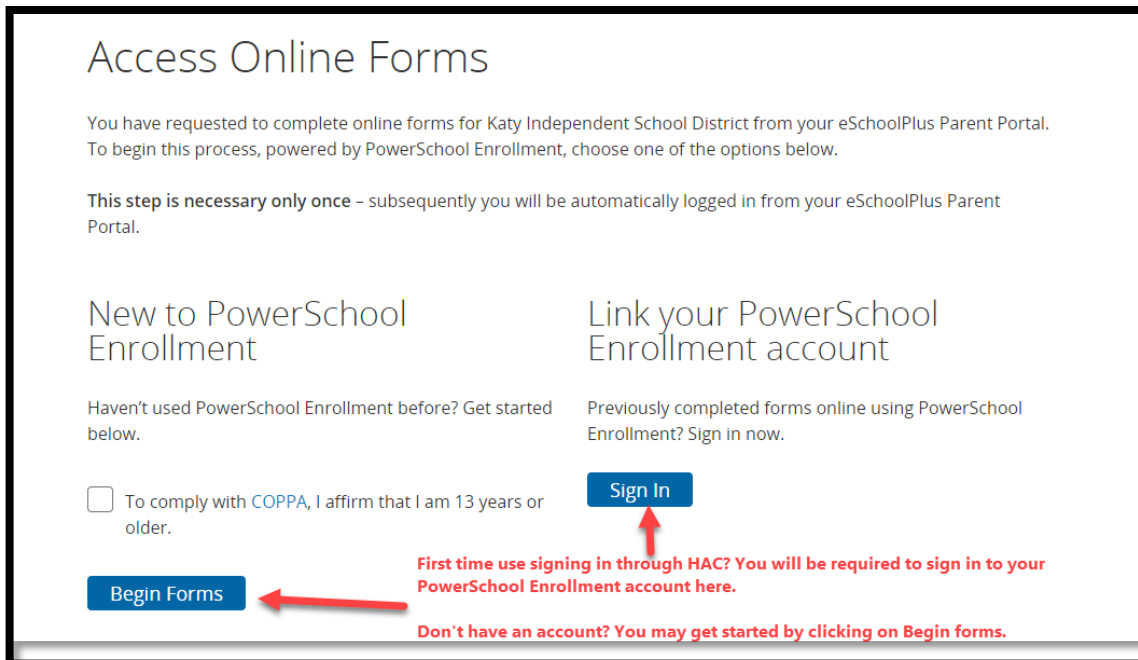 Access Online Forms
You have requested to complete online forms for Katy Independent School District from your eSchoolPlus Parent Portal.
To begin this process, powered by PowerSchool Enrollment, choose one of the options below.
This step is necessary only once – subsequently you will be automatically logged in from your eSchoolPlus Parent
Portal.
New to PowerSchool
Enrollment
Haven't used PowerSchool Enrollment before? Get started
below.
To comply with COPPA, I affirm that I am 13 years or
older.
Begin Forms
Link your PowerSchool
Enrollment account
Previously completed forms online using PowerSchool
Enrollment? Sign in now.
Sign In
First time use signing in through HAC? You will be required to sign in to your
PowerSchool Enrollment account here.
Don't have an account? You may get started by clicking on Begin forms.